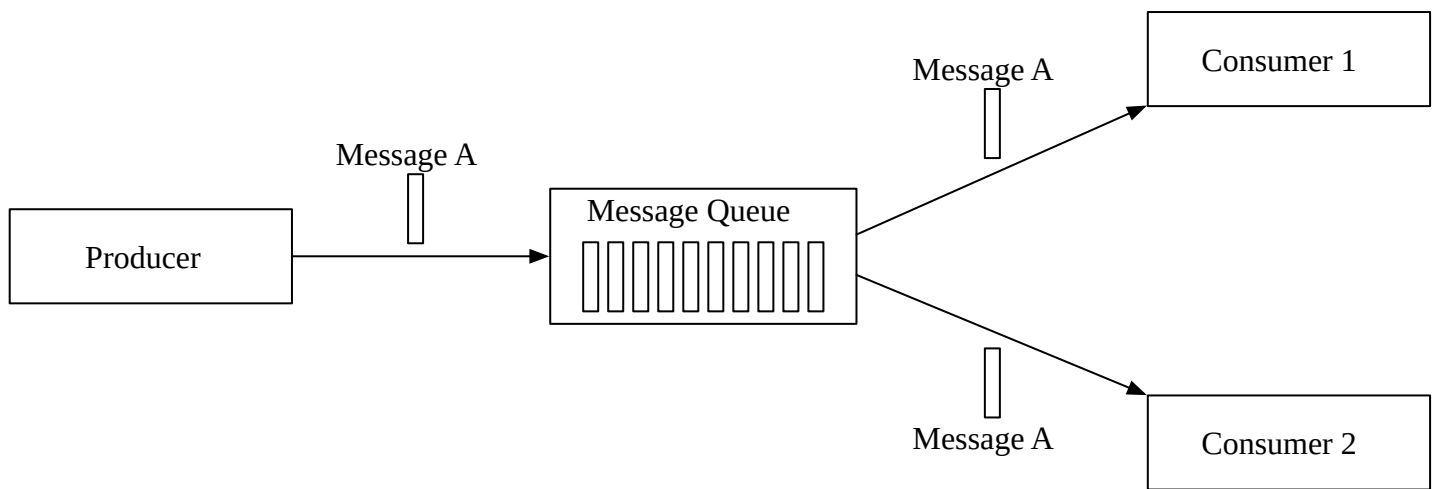 Message A
Consumer 1
Message A
Message Queue
Producer
Message A
Consumer 2